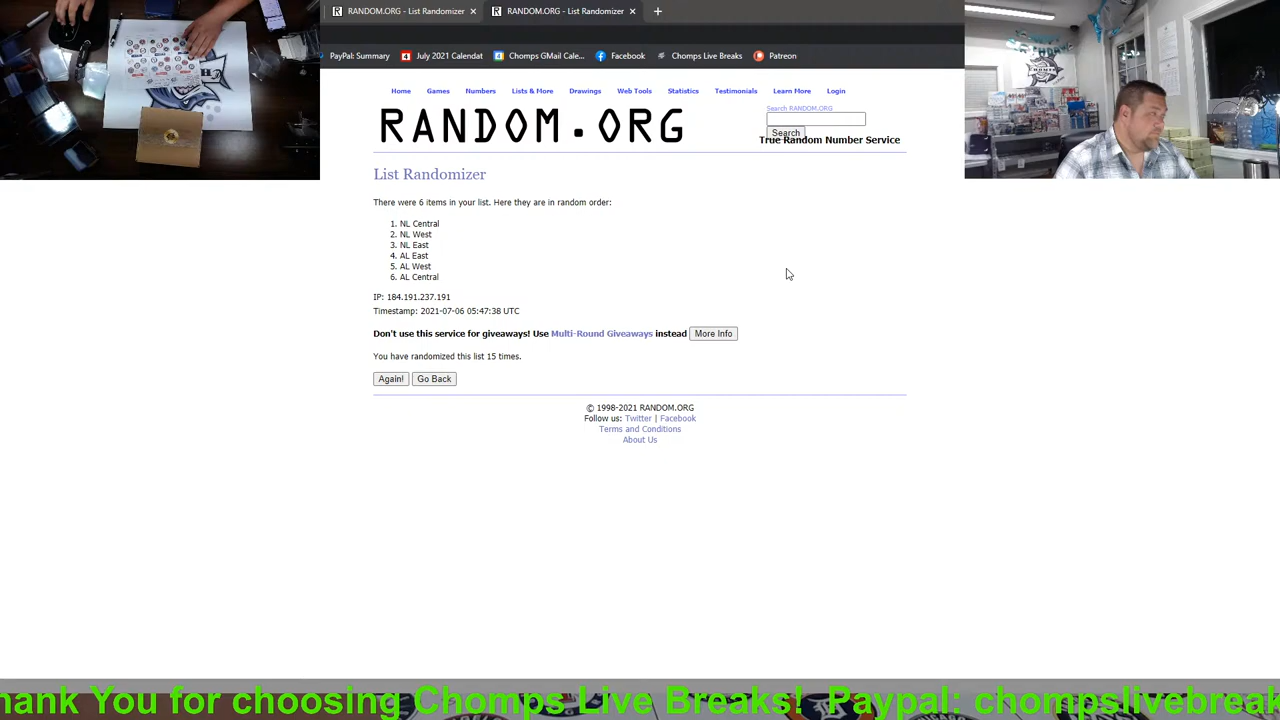 RANDOM.ORG - List Randomizer
RANDOM.ORG - List Randomizer
PayPal: Summary
July 2021 Calendat
Chomps GMail Cale...
Facebook
Chomps Live Breaks
Patreon
Home Games Numbers Lists & More Drawings Web Tools Statistics Testimonials Learn More Login
RANDOM.ORG
Search RANDOM.ORG
Search
True Random Number Service
List Randomizer
There were 6 items in your list. Here they are in random order:
1. NL Central
2. NL West
3. NL East
4. AL East
5. AL West
6. AL Central
IP: 184.191.237.191
Timestamp: 2021-07-06 05:47:38 UTC
Don't use this service for giveaways! Use Multi-Round Giveaways instead More Info
You have randomized this list 15 times.
Again! Go Back
© 1998-2021 RANDOM.ORG
Follow us: Twitter | Facebook
Terms and Conditions
About Us
hank You for choosing Chomps Live Breaks! Paypal: chompslivebreak